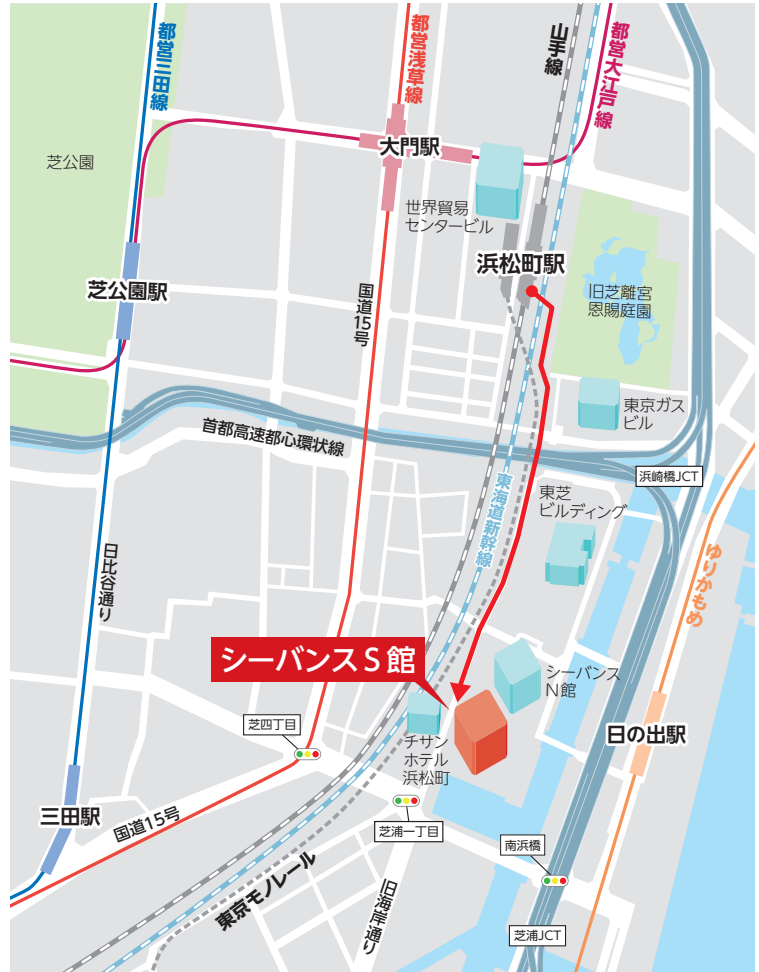 都営三田線
都営浅草線
山手線
都営大江戸線
芝公園
大門駅
世界貿易
センタービル
浜松町駅
芝公園駅
国道15号
旧芝離宮
恩賜庭園
東京ガス
ビル
首都高速都心環状線
浜崎橋JCT
東海道新幹線
東芝
ビルディング
日比谷通り
ゆりかもめ
シーバンスS館
シーバンス
N館
芝四丁目
チサン
ホテル
浜松町
日の出駅
三田駅
国道15号
芝浦一丁目
南浜橋
東京モノレール
旧海岸通り
芝浦JCT